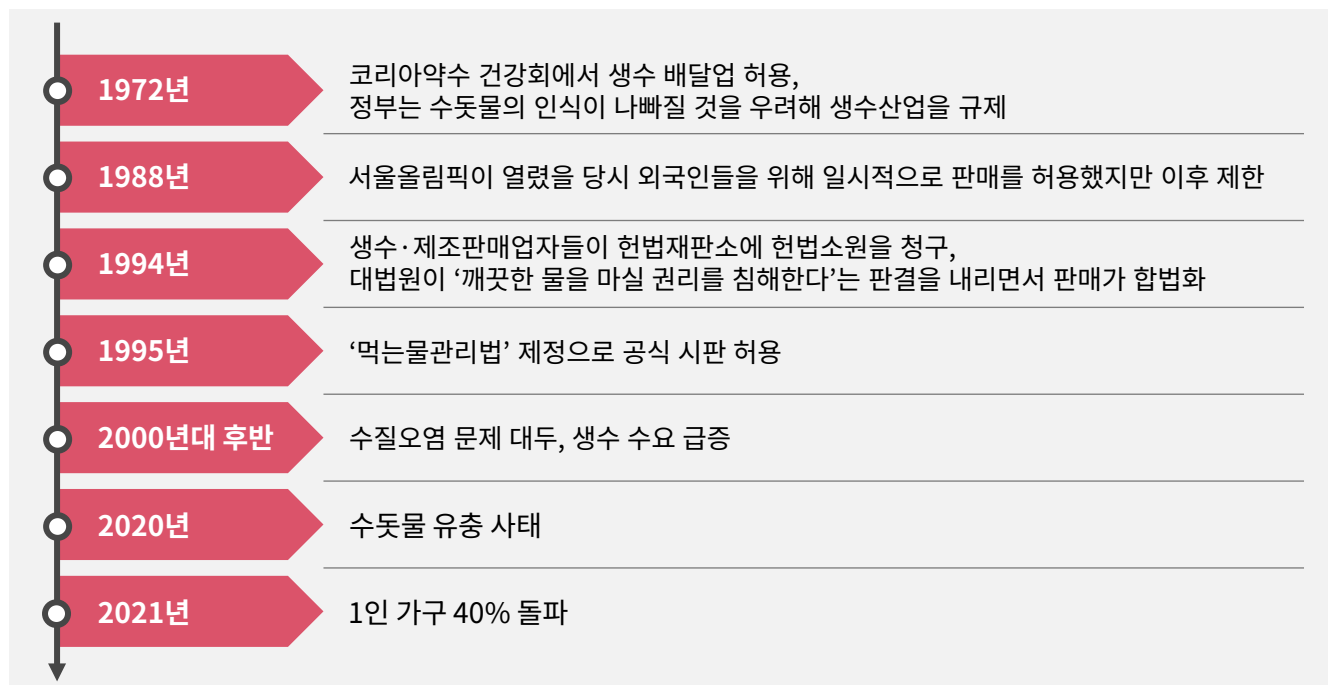 1972년
코리아약수 건강회에서 생수 배달업 허용,
정부는 수돗물의 인식이 나빠질 것을 우려해 생수산업을 규제
1988년
서울올림픽이 열렸을 당시 외국인들을 위해 일시적으로 판매를 허용했지만 이후 제한
1994년
생수·제조판매업자들이 헌법재판소에 헌법소원을 청구,
대법원이 ‘깨끗한 물을 마실 권리를 침해한다’는 판결을 내리면서 판매가 합법화
1995년
‘먹는물관리법’ 제정으로 공식 시판 허용
2000년대 후반
수질오염 문제 대두, 생수 수요 급증
2020년
수돗물 유충 사태
2021년
1인 가구 40% 돌파